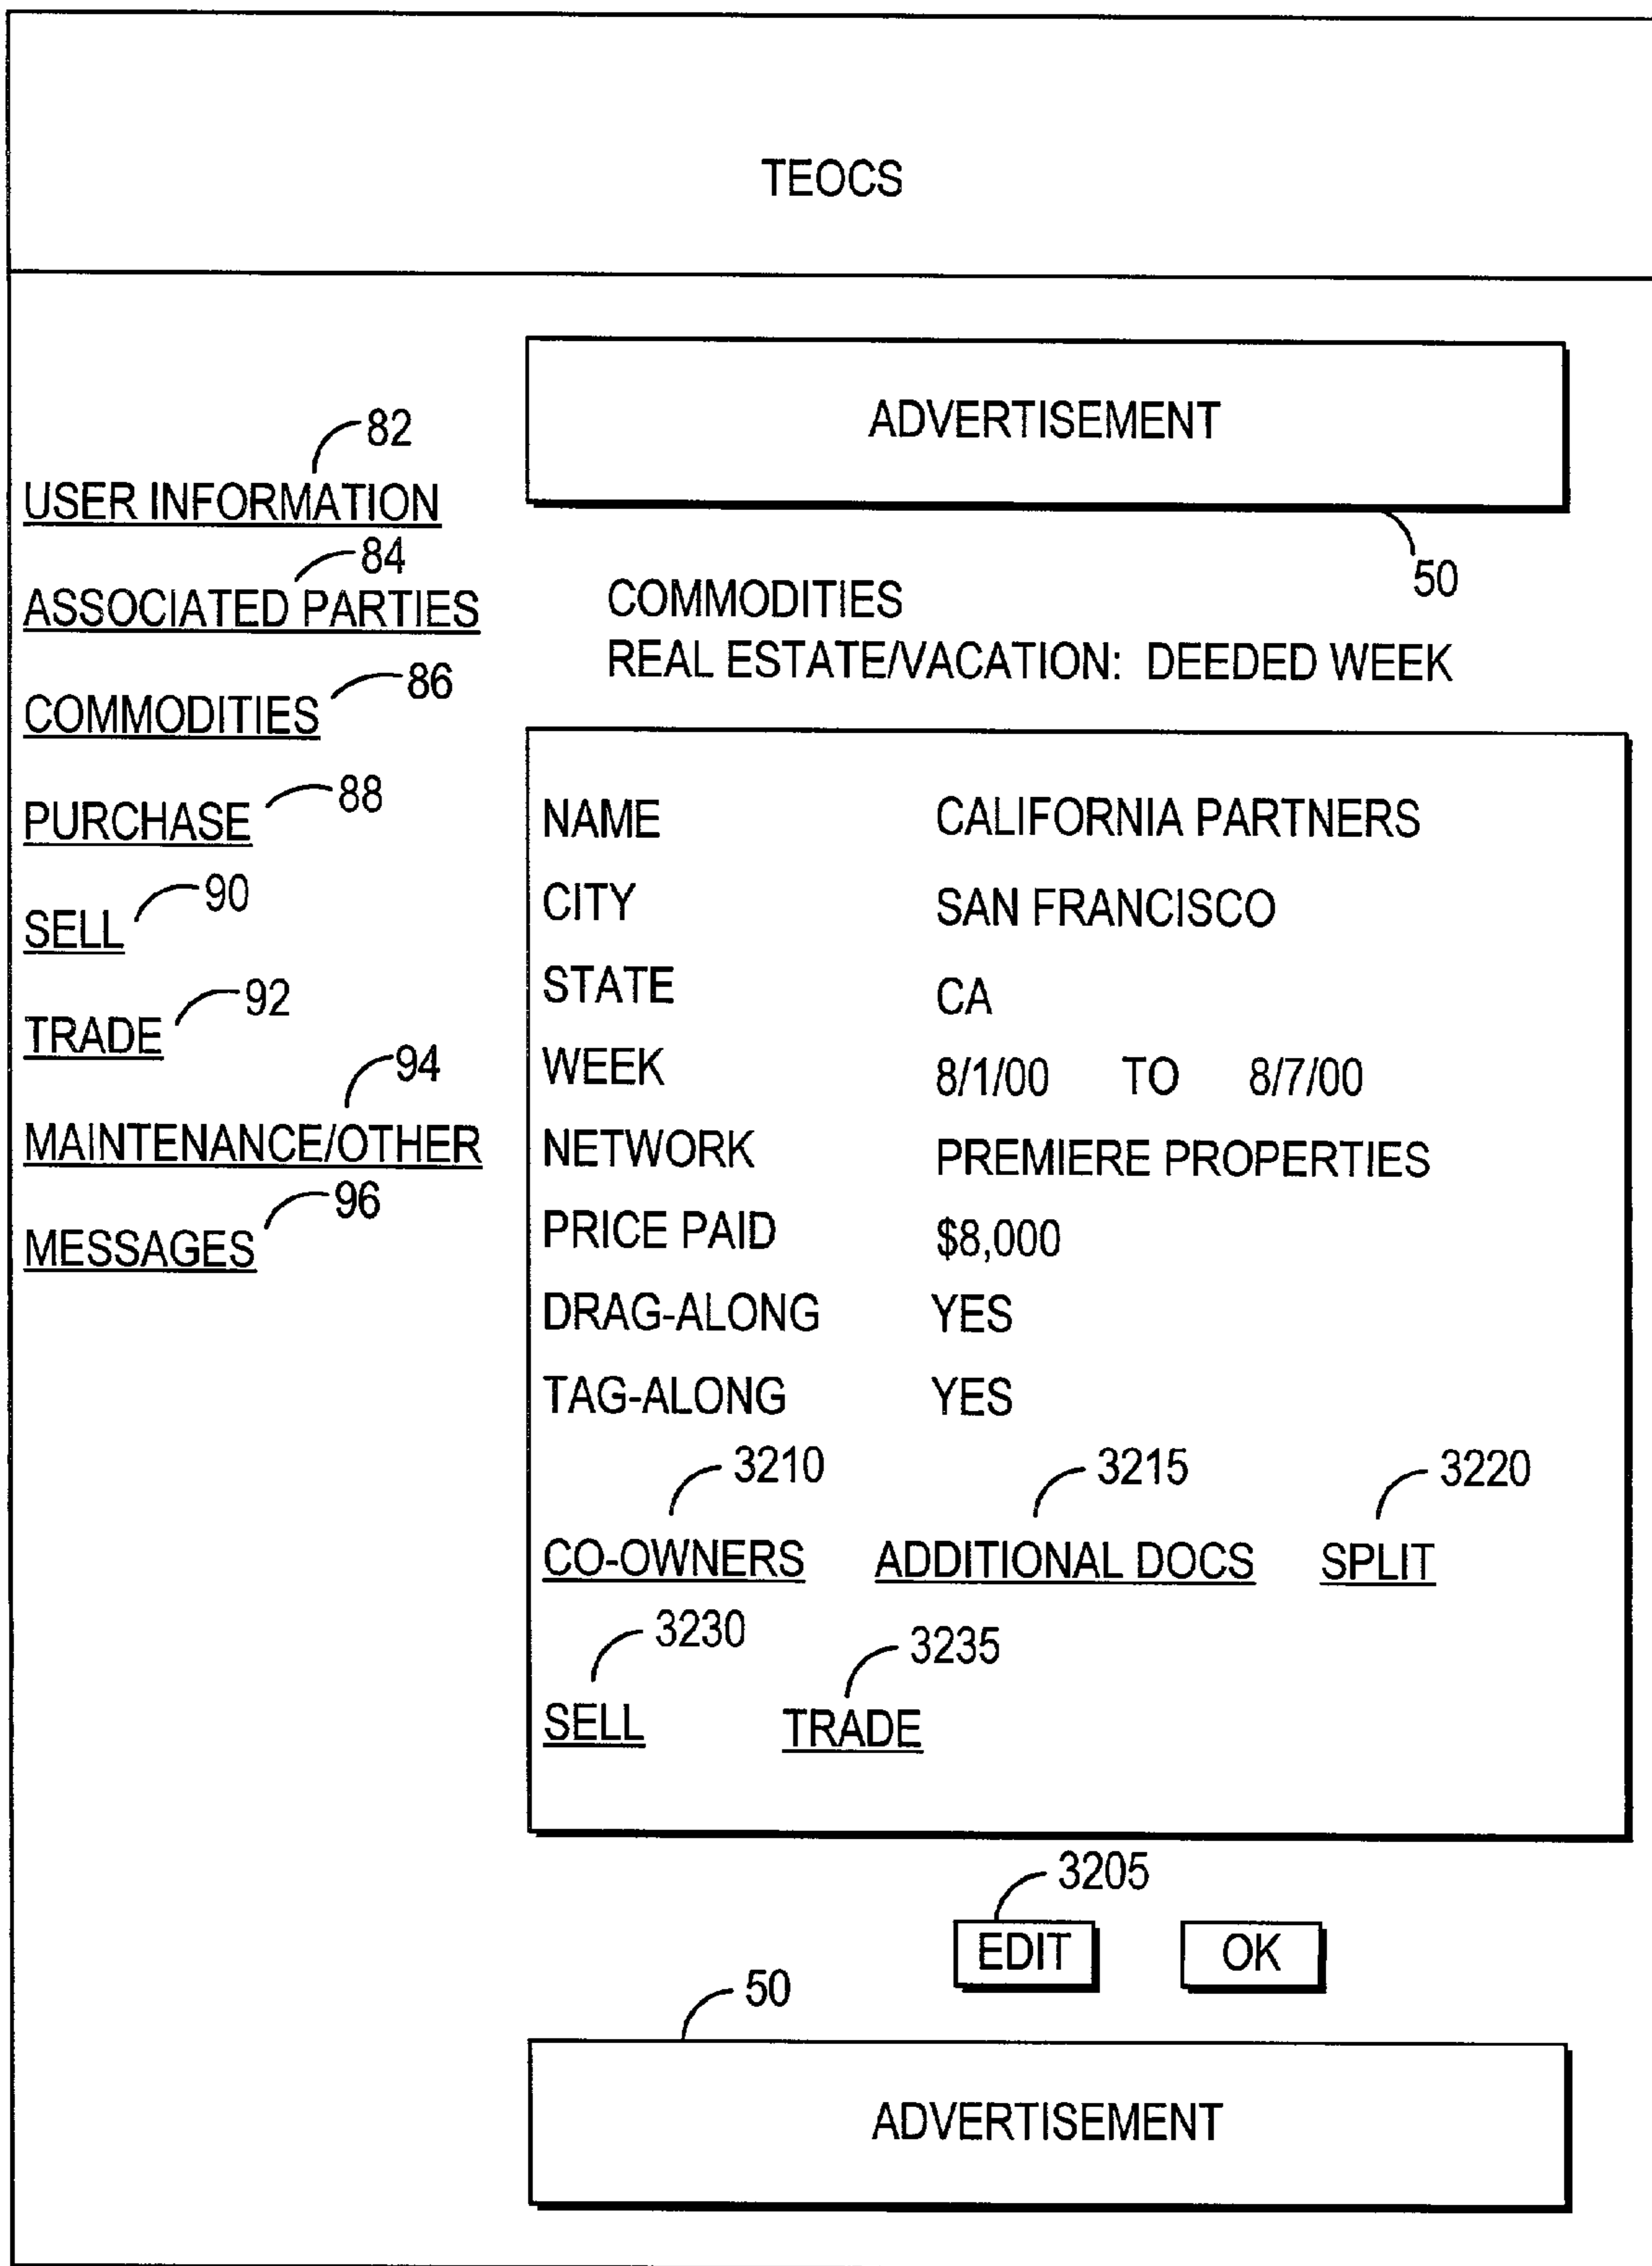 TEOCS
ADVERTISEMENT
50
82
USER INFORMATION
84
ASSOCIATED PARTIES
86
COMMODITIES
88
PURCHASE
90
SELL
92
TRADE
94
MAINTENANCE/OTHER
96
MESSAGES
COMMODITIES
REAL ESTATE/VACATION: DEEDED WEEK
NAME CALIFORNIA PARTNERS
CITY SAN FRANCISCO
STATE CA
WEEK 8/1/00 TO 8/7/00
NETWORK PREMIERE PROPERTIES
PRICE PAID $8,000
DRAG-ALONG YES
TAG-ALONG YES
3210 3215 3220
CO-OWNERS ADDITIONAL DOCS SPLIT
3230 3235
SELL TRADE
3205
EDIT OK
50
ADVERTISEMENT